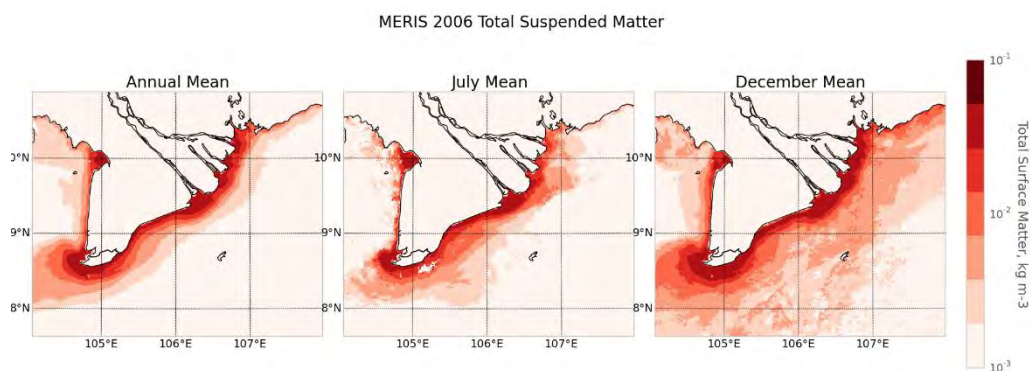 MERIS 2006 Total Suspended Matter
Annual Mean
July Mean
December Mean
10⁻¹
0°N
10°N
10°N
9°N
9°N
9°N
8°N
8°N
8°N
10⁻²
10⁻³
Total Surface Matter, kg m-3
105°E 106°E 107°E
105°E 106°E 107°E
105°E 106°E 107°E